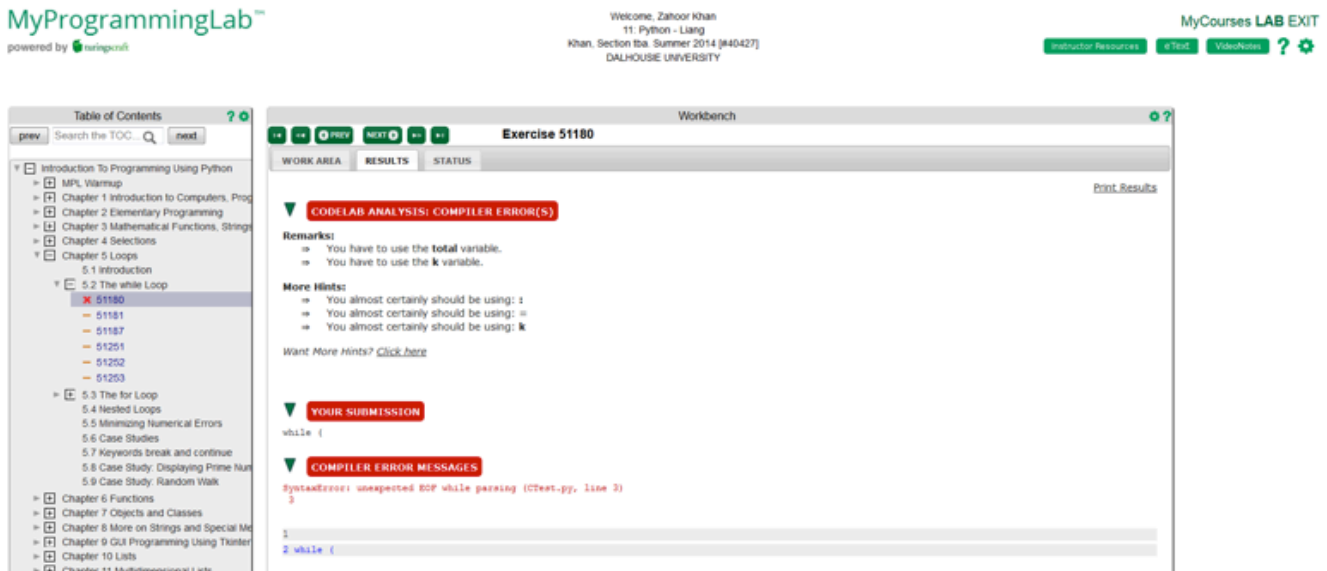 MyProgrammingLab™
powered by turingscraft
Welcome, Zahoor Khan
11: Python - Liang
Khan, Section tba. Summer 2014 [#40427]
DALHOUSIE UNIVERSITY
MyCourses LAB EXIT
Instructor Resources eText VideoNotes ?
Table of Contents ?
prev Search the TOC... next
Introduction To Programming Using Python
MPL Warmup
Chapter 1 Introduction to Computers, Prog
Chapter 2 Elementary Programming
Chapter 3 Mathematical Functions, Strings
Chapter 4 Selections
Chapter 5 Loops
5.1 Introduction
5.2 The while Loop
51180
51181
51187
51251
51252
51253
5.3 The for Loop
5.4 Nested Loops
5.5 Minimizing Numerical Errors
5.6 Case Studies
5.7 Keywords break and continue
5.8 Case Study: Displaying Prime Num
5.9 Case Study: Random Walk
Chapter 6 Functions
Chapter 7 Objects and Classes
Chapter 8 More on Strings and Special Me
Chapter 9 GUI Programming Using Tkinter
Chapter 10 Lists
Chapter 11 Multidimensional Lists
Workbench ?
PREV NEXT Exercise 51180
WORK AREA RESULTS STATUS
Print Results
CODELAB ANALYSIS: COMPILER ERROR(S)
Remarks:
⇒ You have to use the total variable.
⇒ You have to use the k variable.
More Hints:
⇒ You almost certainly should be using: :
⇒ You almost certainly should be using: =
⇒ You almost certainly should be using: k
Want More Hints? Click here
YOUR SUBMISSION
while (
COMPILER ERROR MESSAGES
SyntaxError: unexpected EOF while parsing (CTest.py, line 3)
3
1
2 while (